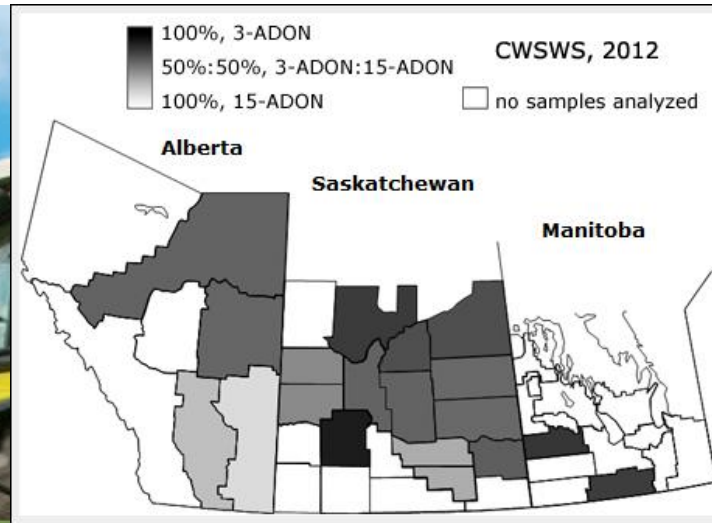 100%, 3-ADON
50%:50%, 3-ADON:15-ADON
100%, 15-ADON
CWSWS, 2012
no samples analyzed
Alberta
Saskatchewan
Manitoba